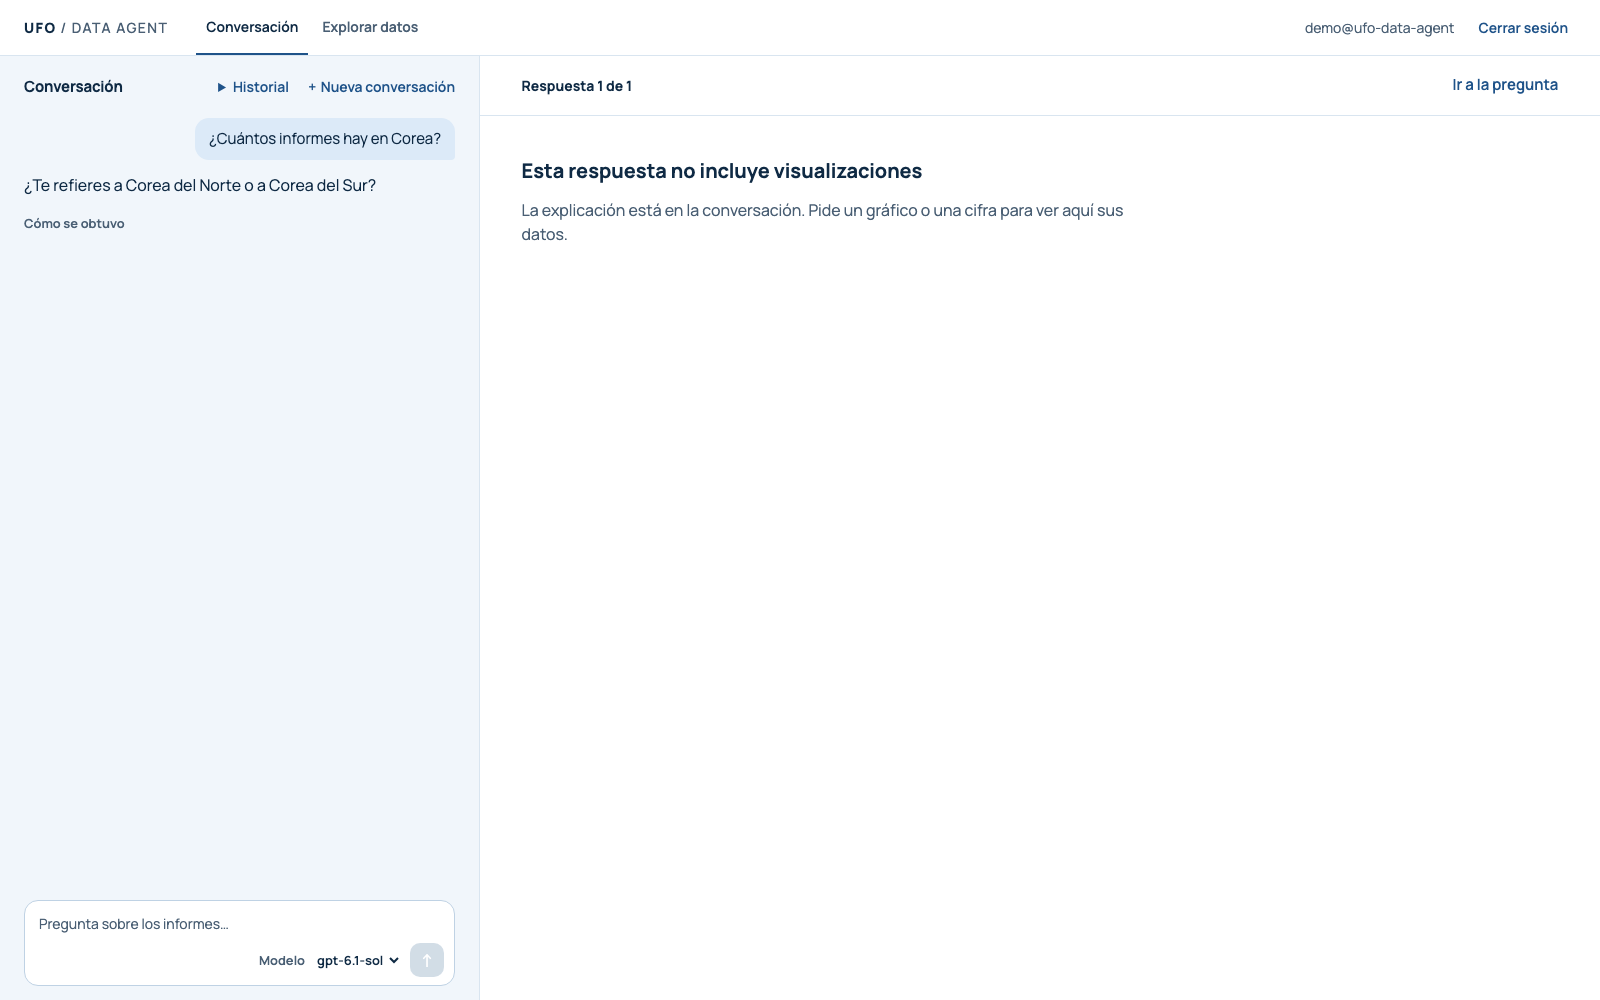 UFO / DATA AGENT
Conversación
Explorar datos
demo@ufo-data-agent
Cerrar sesión
Conversación
▶ Historial
+ Nueva conversación
¿Cuántos informes hay en Corea?
¿Te refieres a Corea del Norte o a Corea del Sur?
Cómo se obtuvo
Pregunta sobre los informes…
Modelo gpt-6.1-sol
Respuesta 1 de 1
Ir a la pregunta
Esta respuesta no incluye visualizaciones
La explicación está en la conversación. Pide un gráfico o una cifra para ver aquí sus
datos.